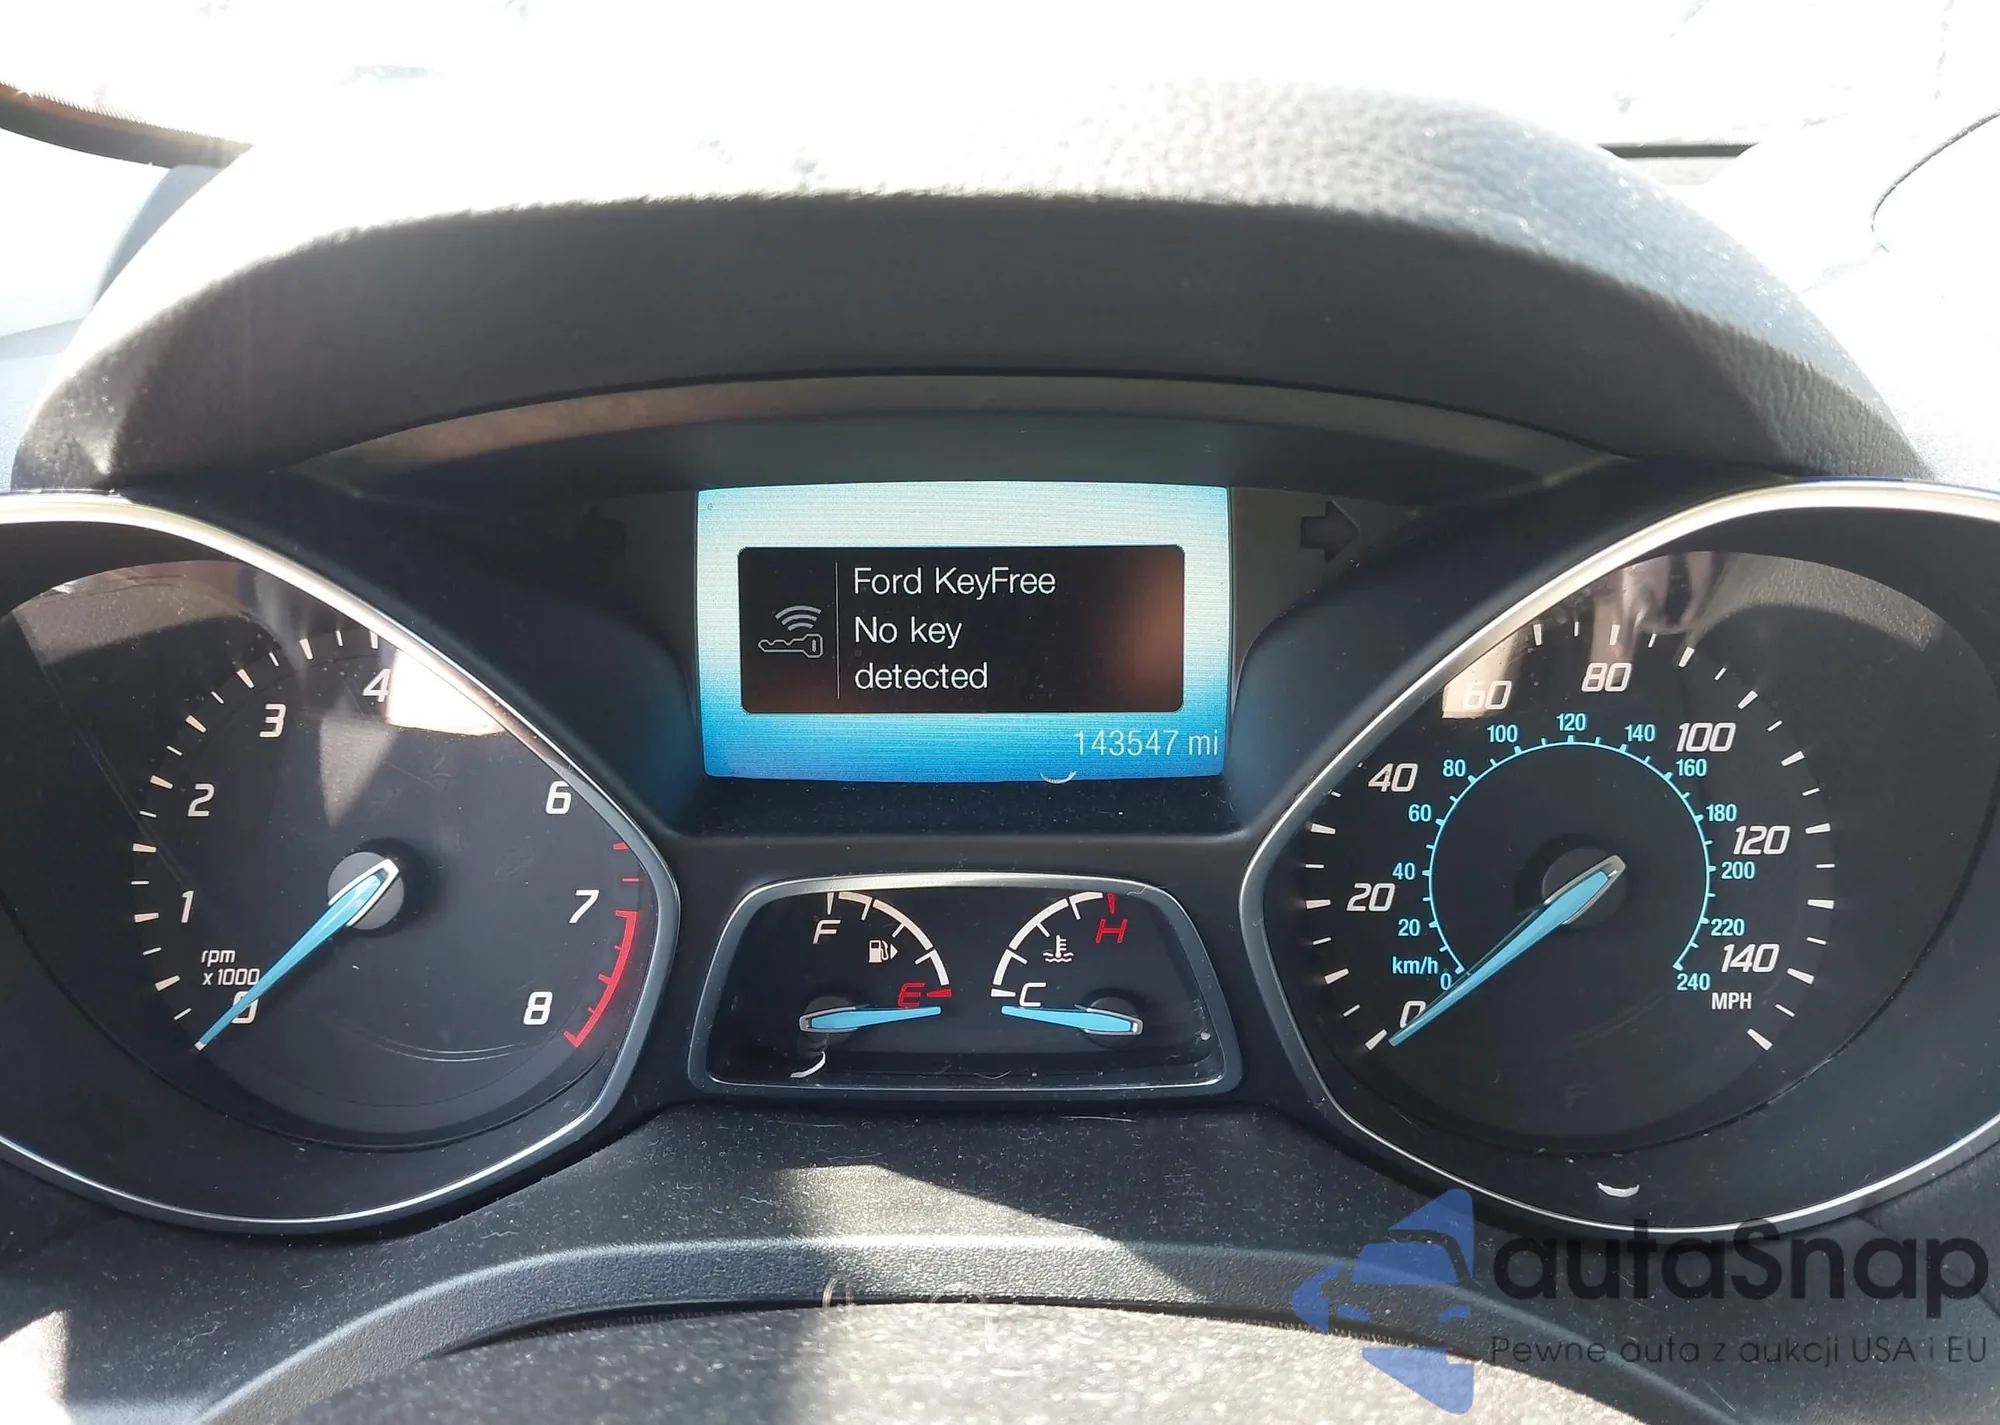 Ford KeyFree
No key
detected
143547 mi
1
2
3
4
6
7
8
0
rpm
x 1000
F
E
H
C
0
20
40
60
80
100
120
140
MPH
0
20
40
60
80
100
120
140
160
180
200
220
240
km/h
autaSnap
Pewne auta z aukcji USA i EU